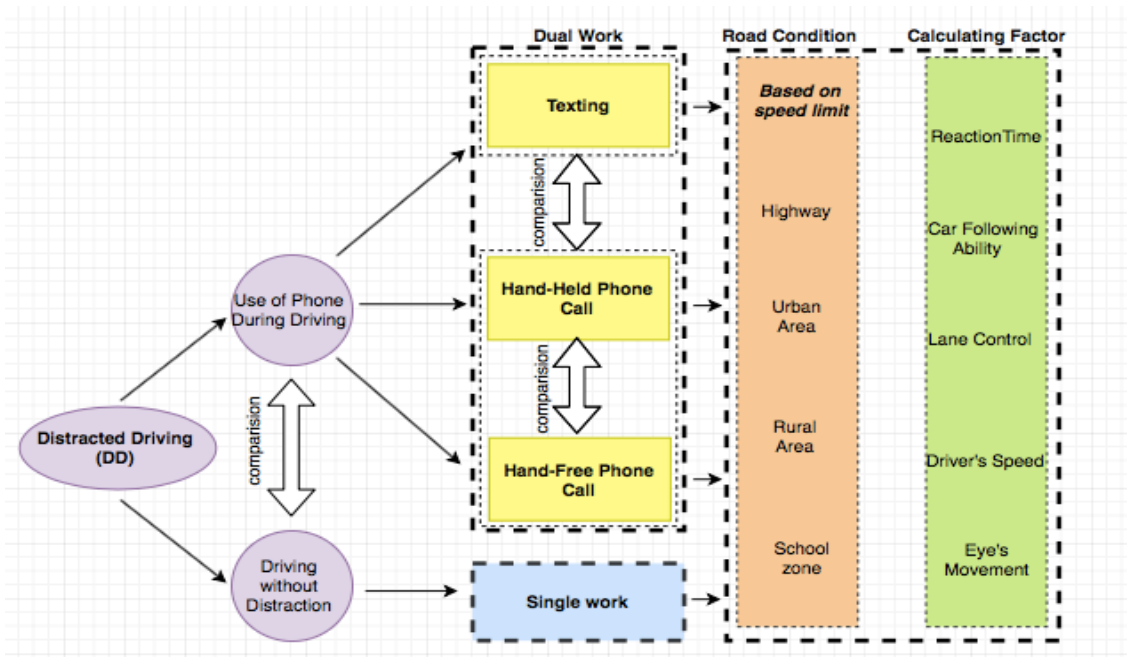 Dual Work
Road Condition
Calculating Factor
Texting
comparision
Hand-Held Phone
Call
comparision
Hand-Free Phone
Call
Single work
Use of Phone
During Driving
comparision
Distracted Driving
(DD)
Driving
without
Distraction
Based on
speed limit
Highway
Urban
Area
Rural
Area
School
zone
ReactionTime
Car Following
Ability
Lane Control
Driver's Speed
Eye's
Movement